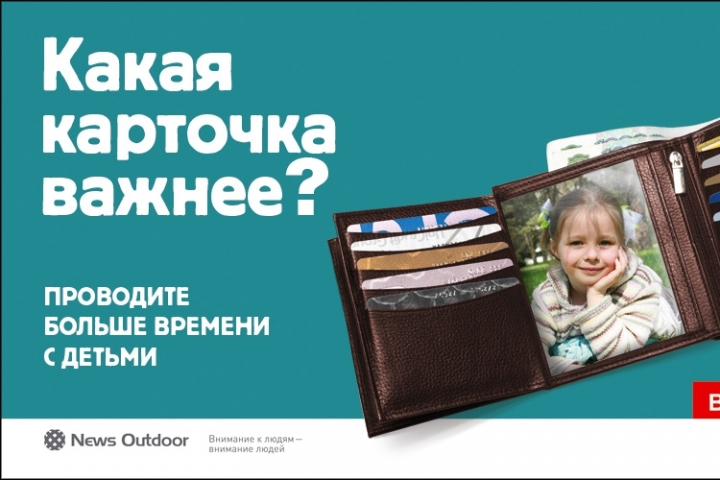 Какая
карточка
важнее?
ПРОВОДИТЕ
БОЛЬШЕ ВРЕМЕНИ
С ДЕТЬМИ
News Outdoor
Внимание к людям —
внимание людей
В